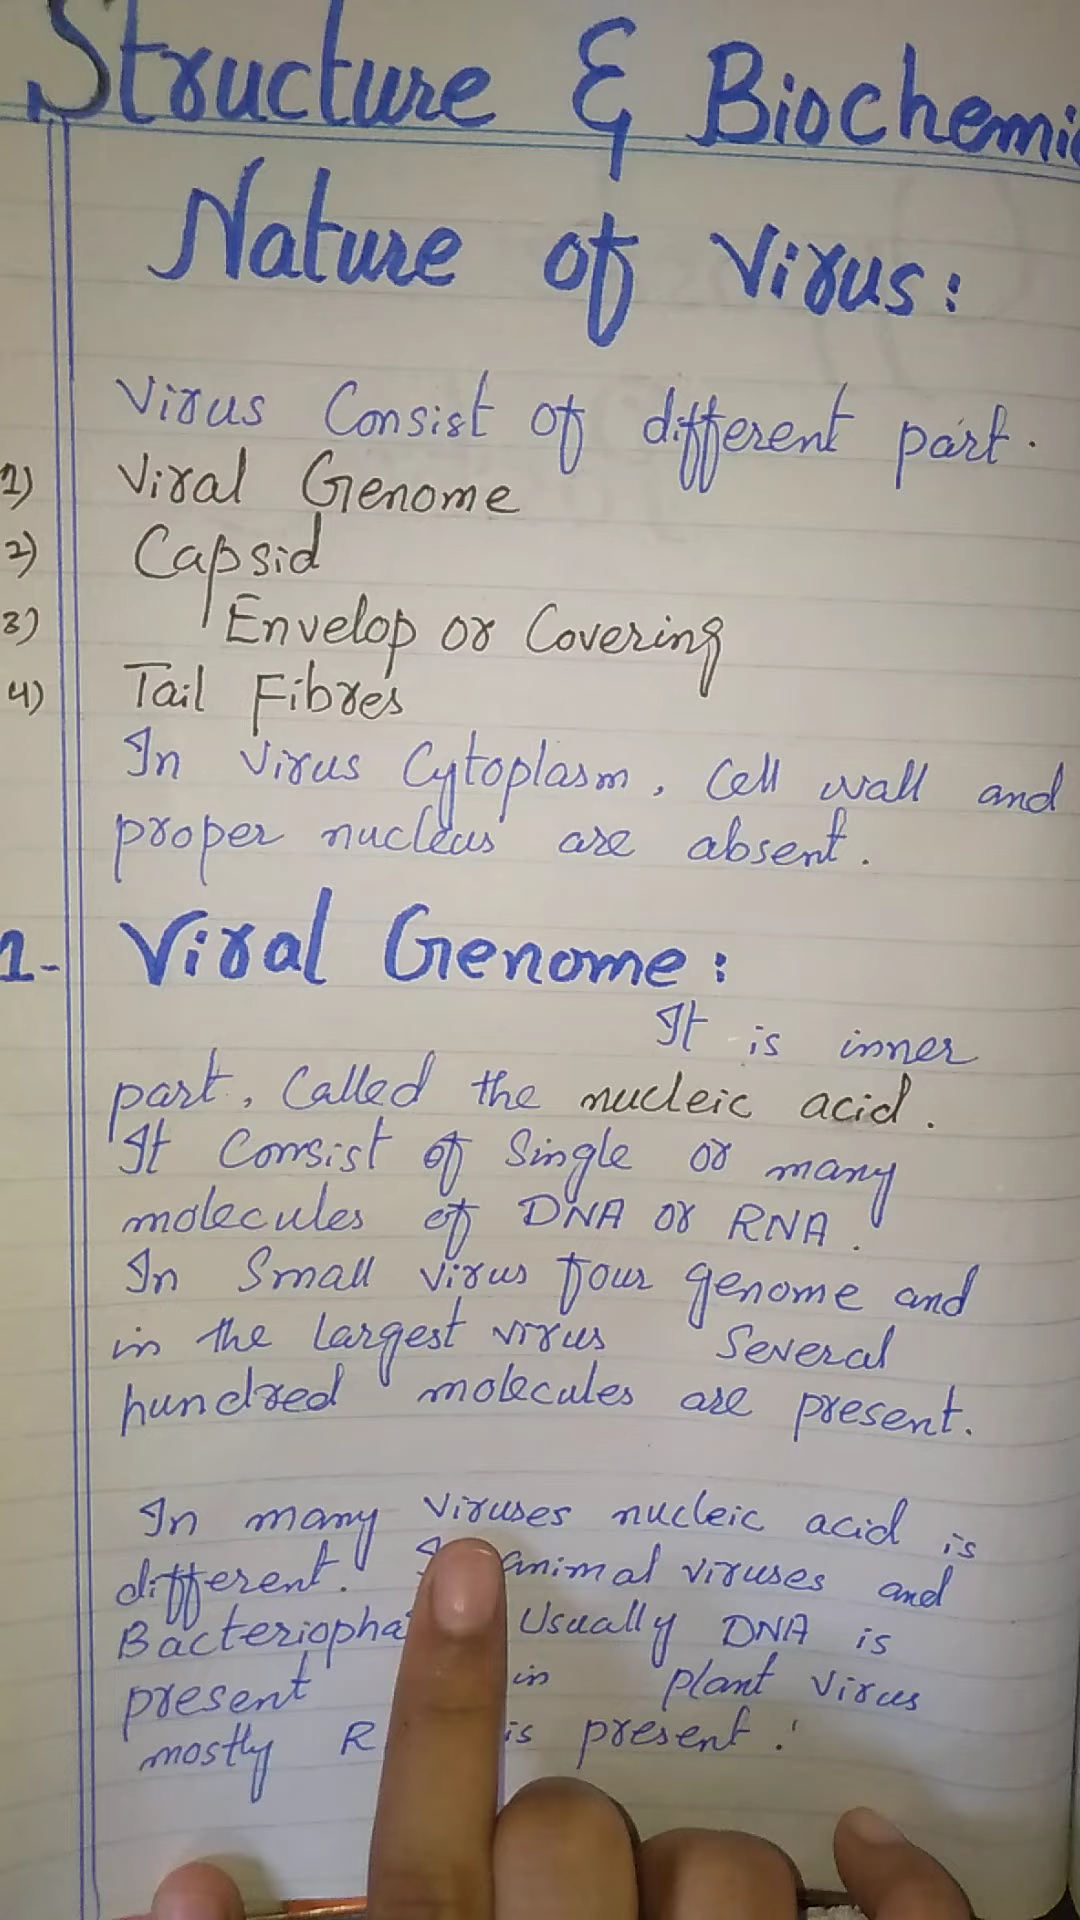 Structure & Biochemi
Nature of Virus:
Virus Consist of different part.
1) Viral Genome
2) Capsid
3) Envelop or Covering
4) Tail Fibres
In Virus Cytoplasm, Cell wall and
proper nucleus are absent.
1- Viral Genome:
It is inner
part, Called the nucleic acid.
It Consist of Single or many
molecules of DNA or RNA.
In Small virus four genome and
in the largest virus Several
hundred molecules are present.
In many Viruses nucleic acid is
different. animal viruses and
Bacteriopha Usually DNA is
present in plant Virus
mostly R is present.